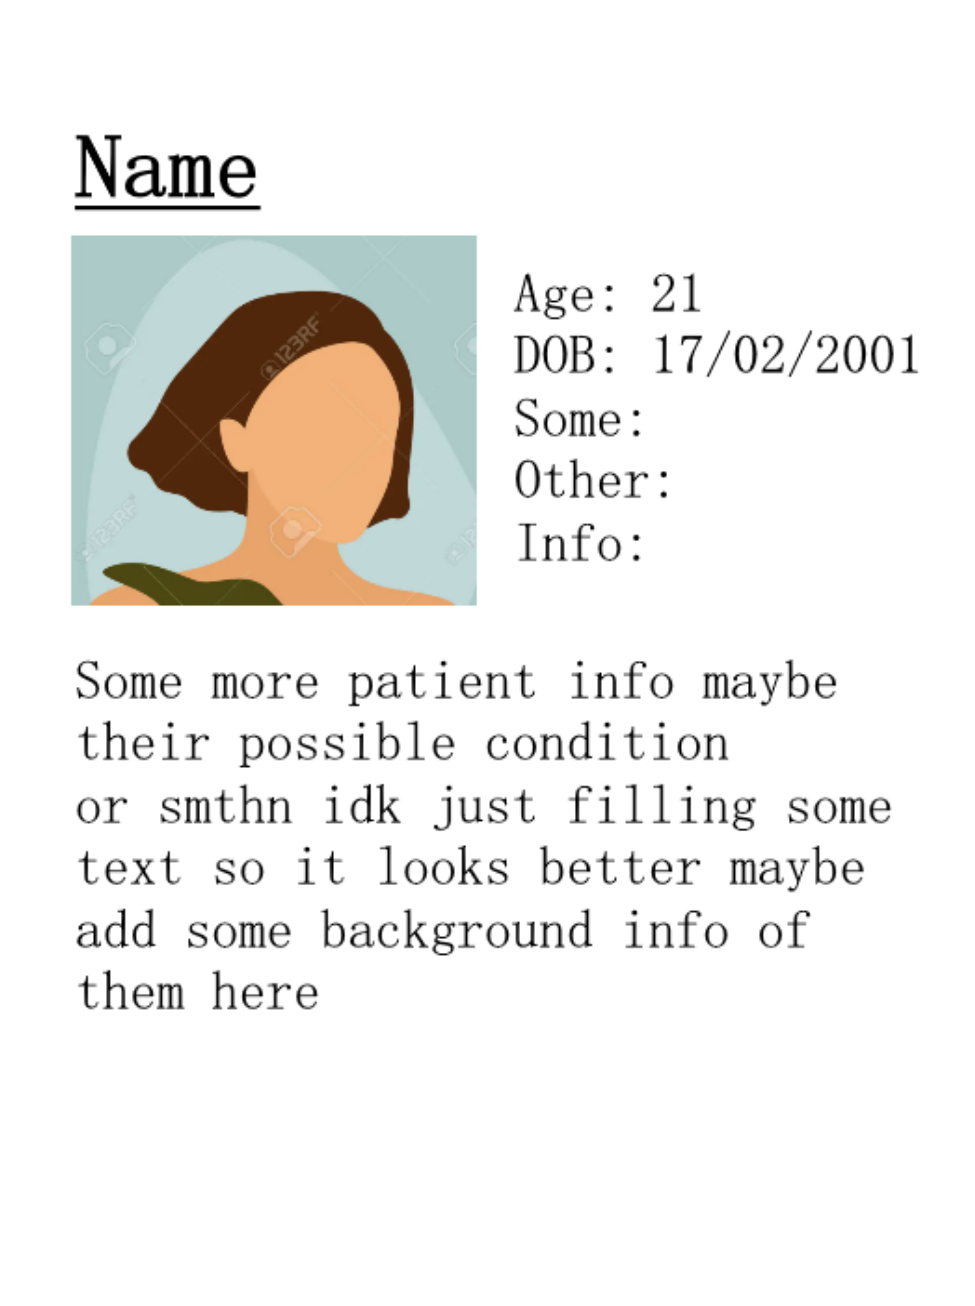 Name
123RF
123RF
123RF
Age: 21
DOB: 17/02/2001
Some:
Other:
Info:
Some more patient info maybe
their possible condition
or smthn idk just filling some
text so it looks better maybe
add some background info of
them here